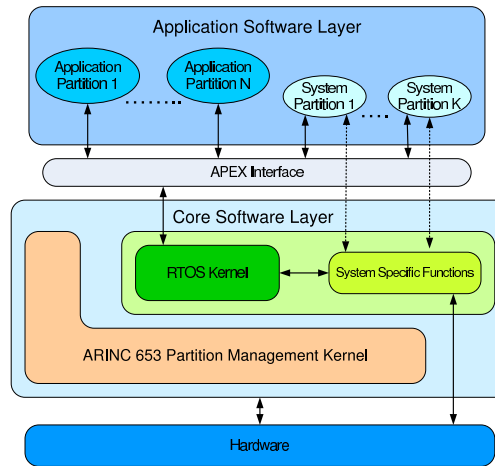 Application Software Layer
Application
Partition 1
Application
Partition N
System
Partition 1
System
Partition K
APEX Interface
Core Software Layer
RTOS Kernel
System Specific Functions
ARINC 653 Partition Management Kernel
Hardware